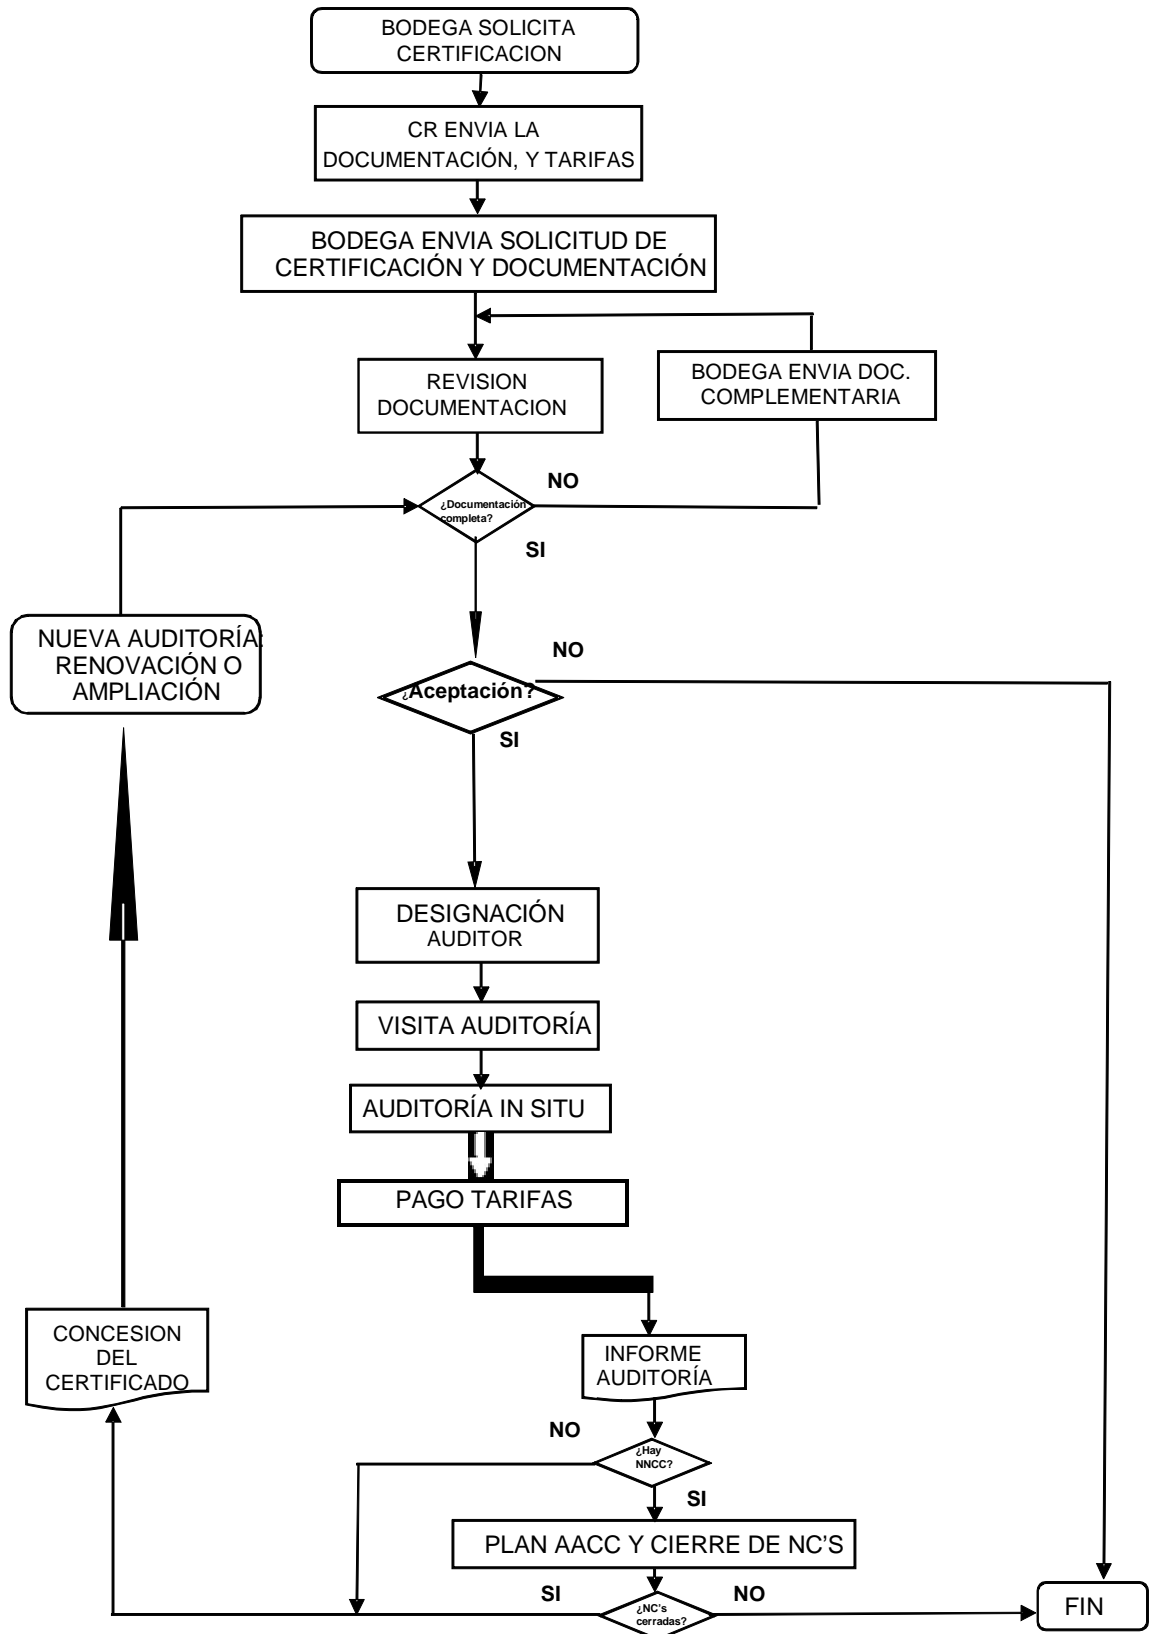 BODEGA SOLICITA
CERTIFICACION
CR ENVIA LA
DOCUMENTACIÓN, Y TARIFAS
BODEGA ENVIA SOLICITUD DE
CERTIFICACIÓN Y DOCUMENTACIÓN
REVISION
DOCUMENTACION
BODEGA ENVIA DOC.
COMPLEMENTARIA
NO
¿Documentación
completa?
SI
NUEVA AUDITORÍA:
RENOVACIÓN O
AMPLIACIÓN
NO
¿Aceptación?
SI
DESIGNACIÓN
AUDITOR
VISITA AUDITORÍA
AUDITORÍA IN SITU
PAGO TARIFAS
CONCESION
DEL
CERTIFICADO
INFORME
AUDITORÍA
NO
¿Hay
NNCC?
SI
PLAN AACC Y CIERRE DE NC'S
SI
NO
¿NC's
cerradas?
FIN